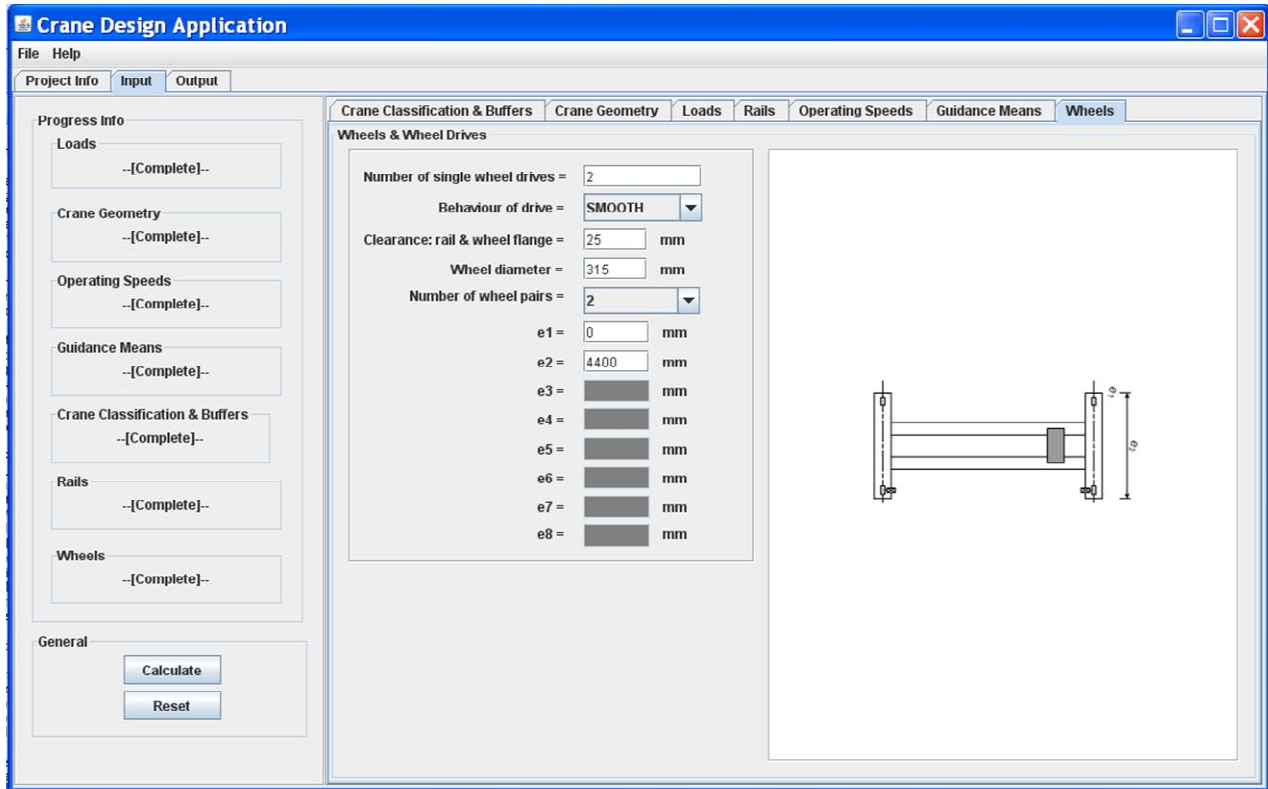 Crane Design Application
File Help
Project Info Input Output
Progress Info
Loads
--[Complete]--
Crane Geometry
--[Complete]--
Operating Speeds
--[Complete]--
Guidance Means
--[Complete]--
Crane Classification & Buffers
--[Complete]--
Rails
--[Complete]--
Wheels
--[Complete]--
General
Calculate
Reset
Crane Classification & Buffers Crane Geometry Loads Rails Operating Speeds Guidance Means Wheels
Wheels & Wheel Drives
Number of single wheel drives = 2
Behaviour of drive = SMOOTH
Clearance: rail & wheel flange = 25 mm
Wheel diameter = 315 mm
Number of wheel pairs = 2
e1 = 0 mm
e2 = 4400 mm
e3 = mm
e4 = mm
e5 = mm
e6 = mm
e7 = mm
e8 = mm
e1
e2